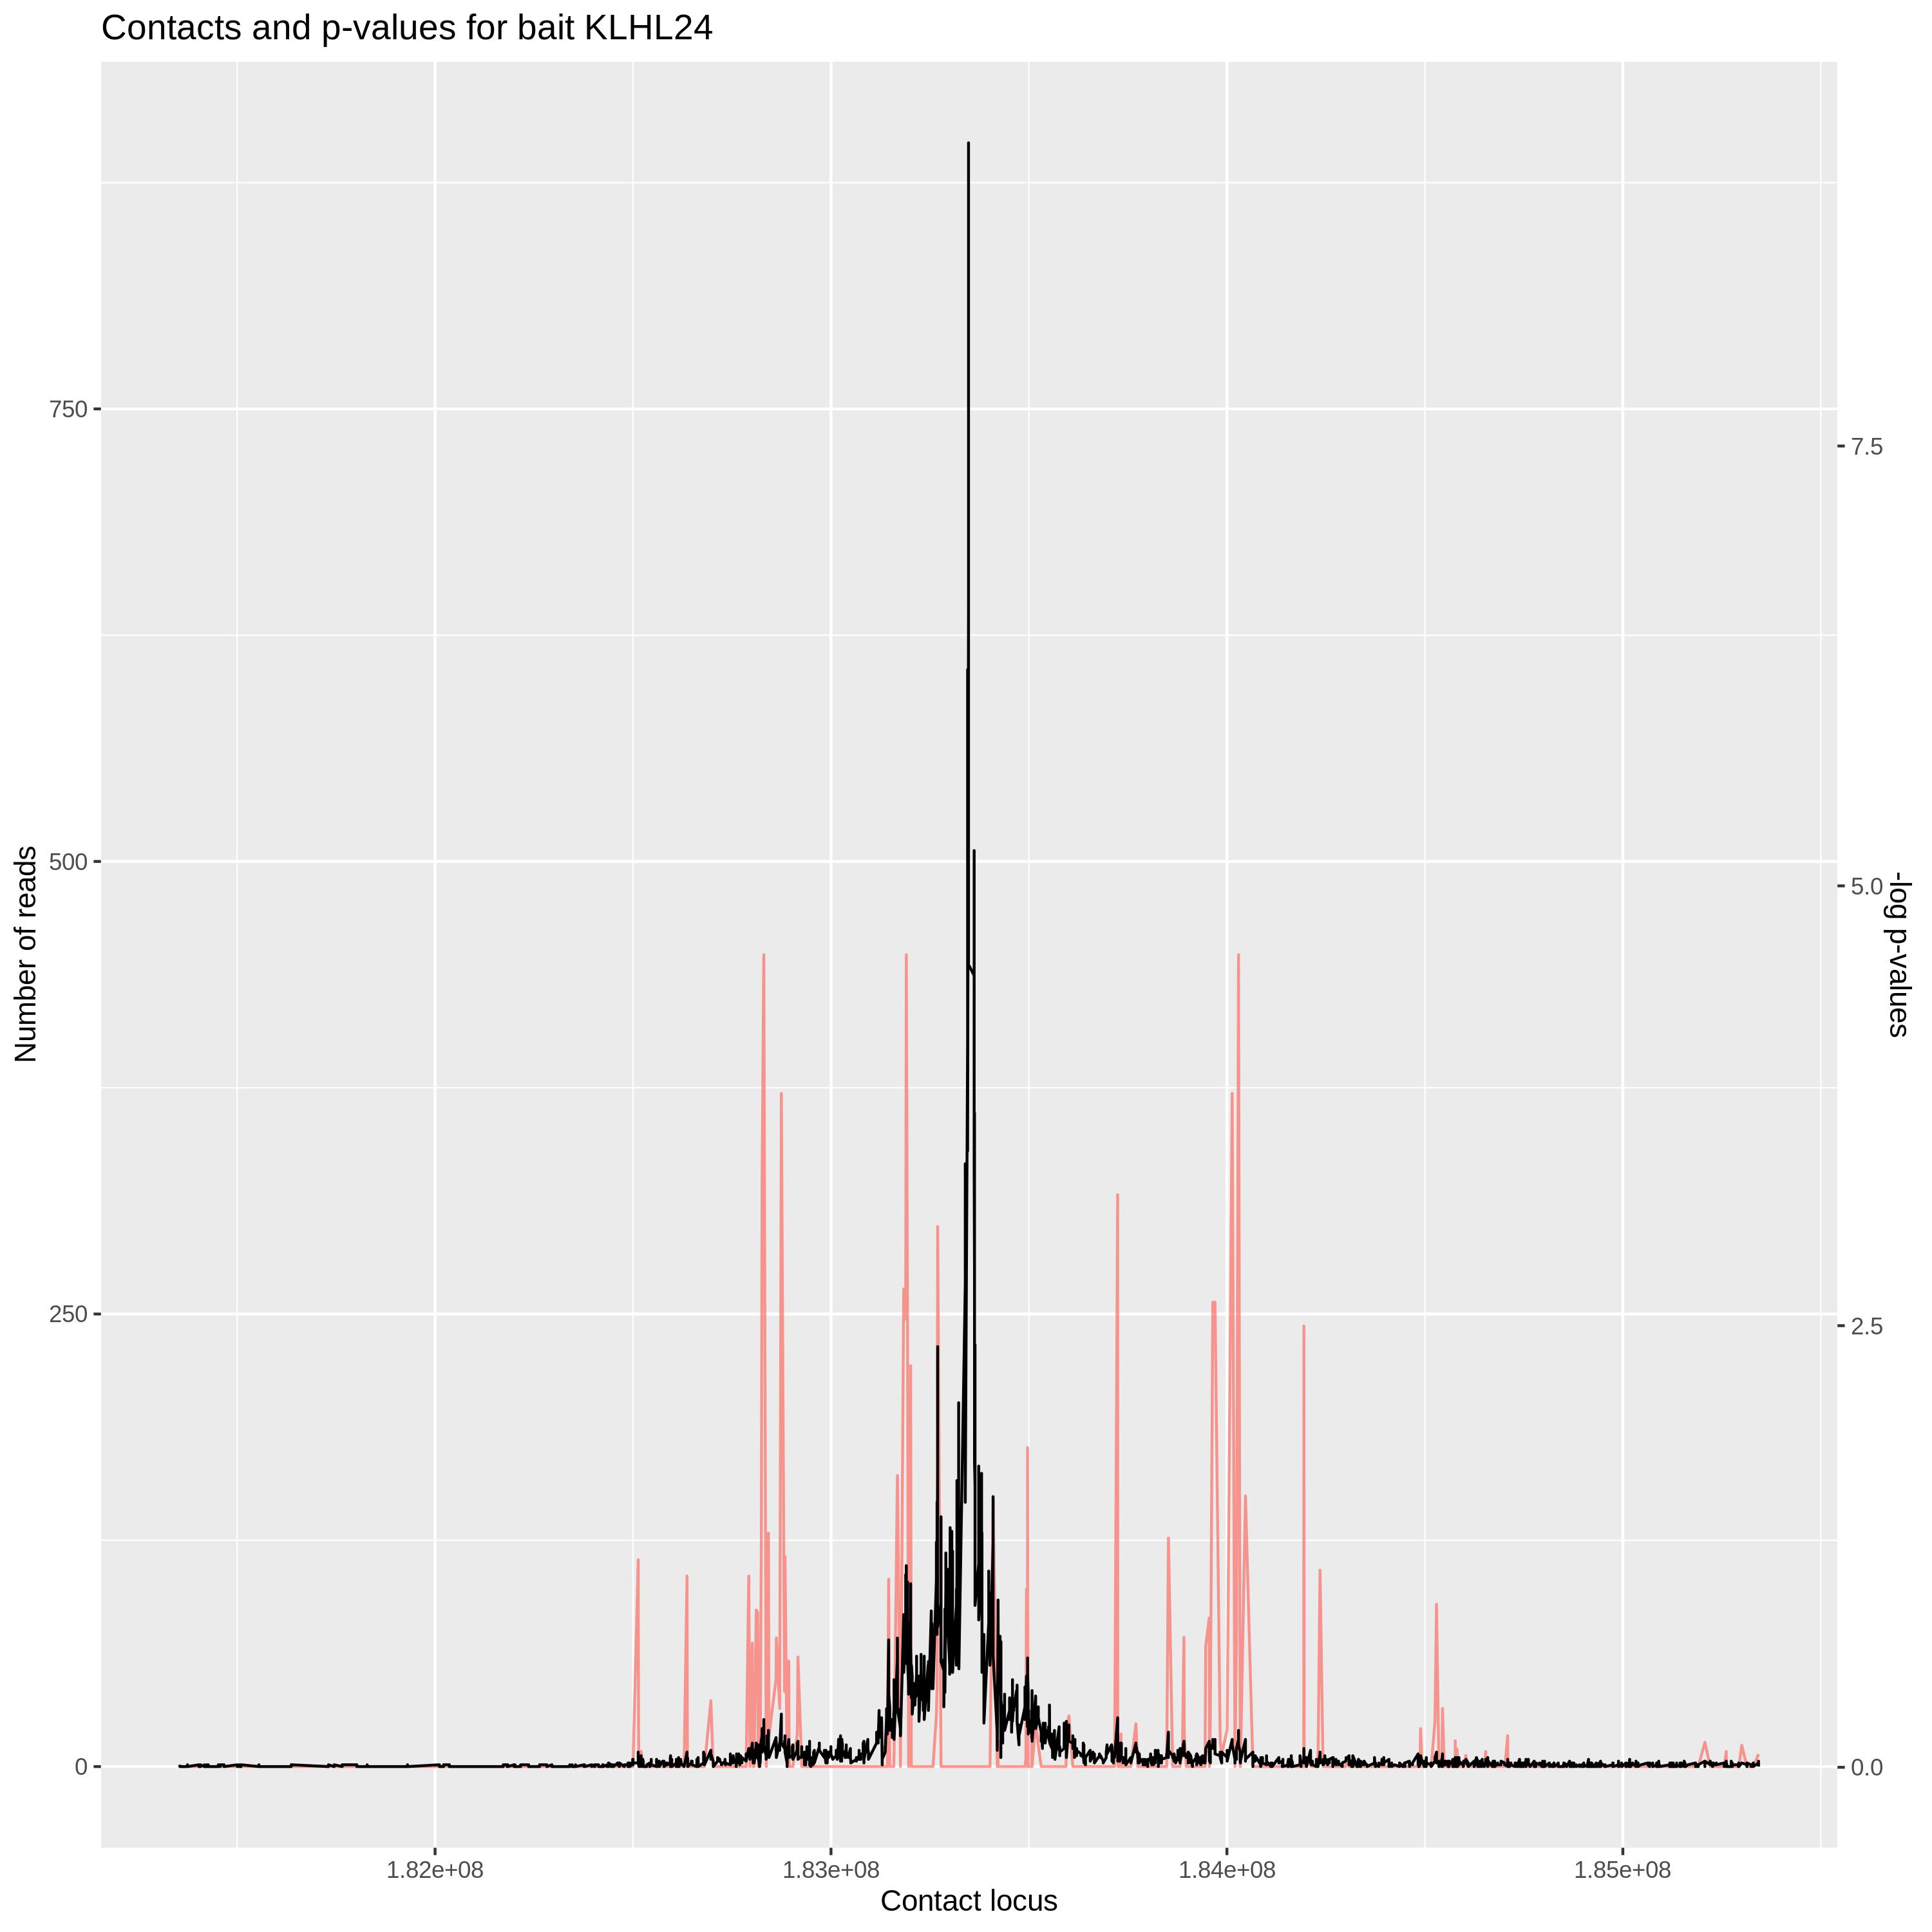 Contacts and p-values for bait KLHL24
Number of reads
750
500
250
0
7.5
5.0
2.5
0.0
-log p-values
1.82e+08
1.83e+08
1.84e+08
1.85e+08
Contact locus